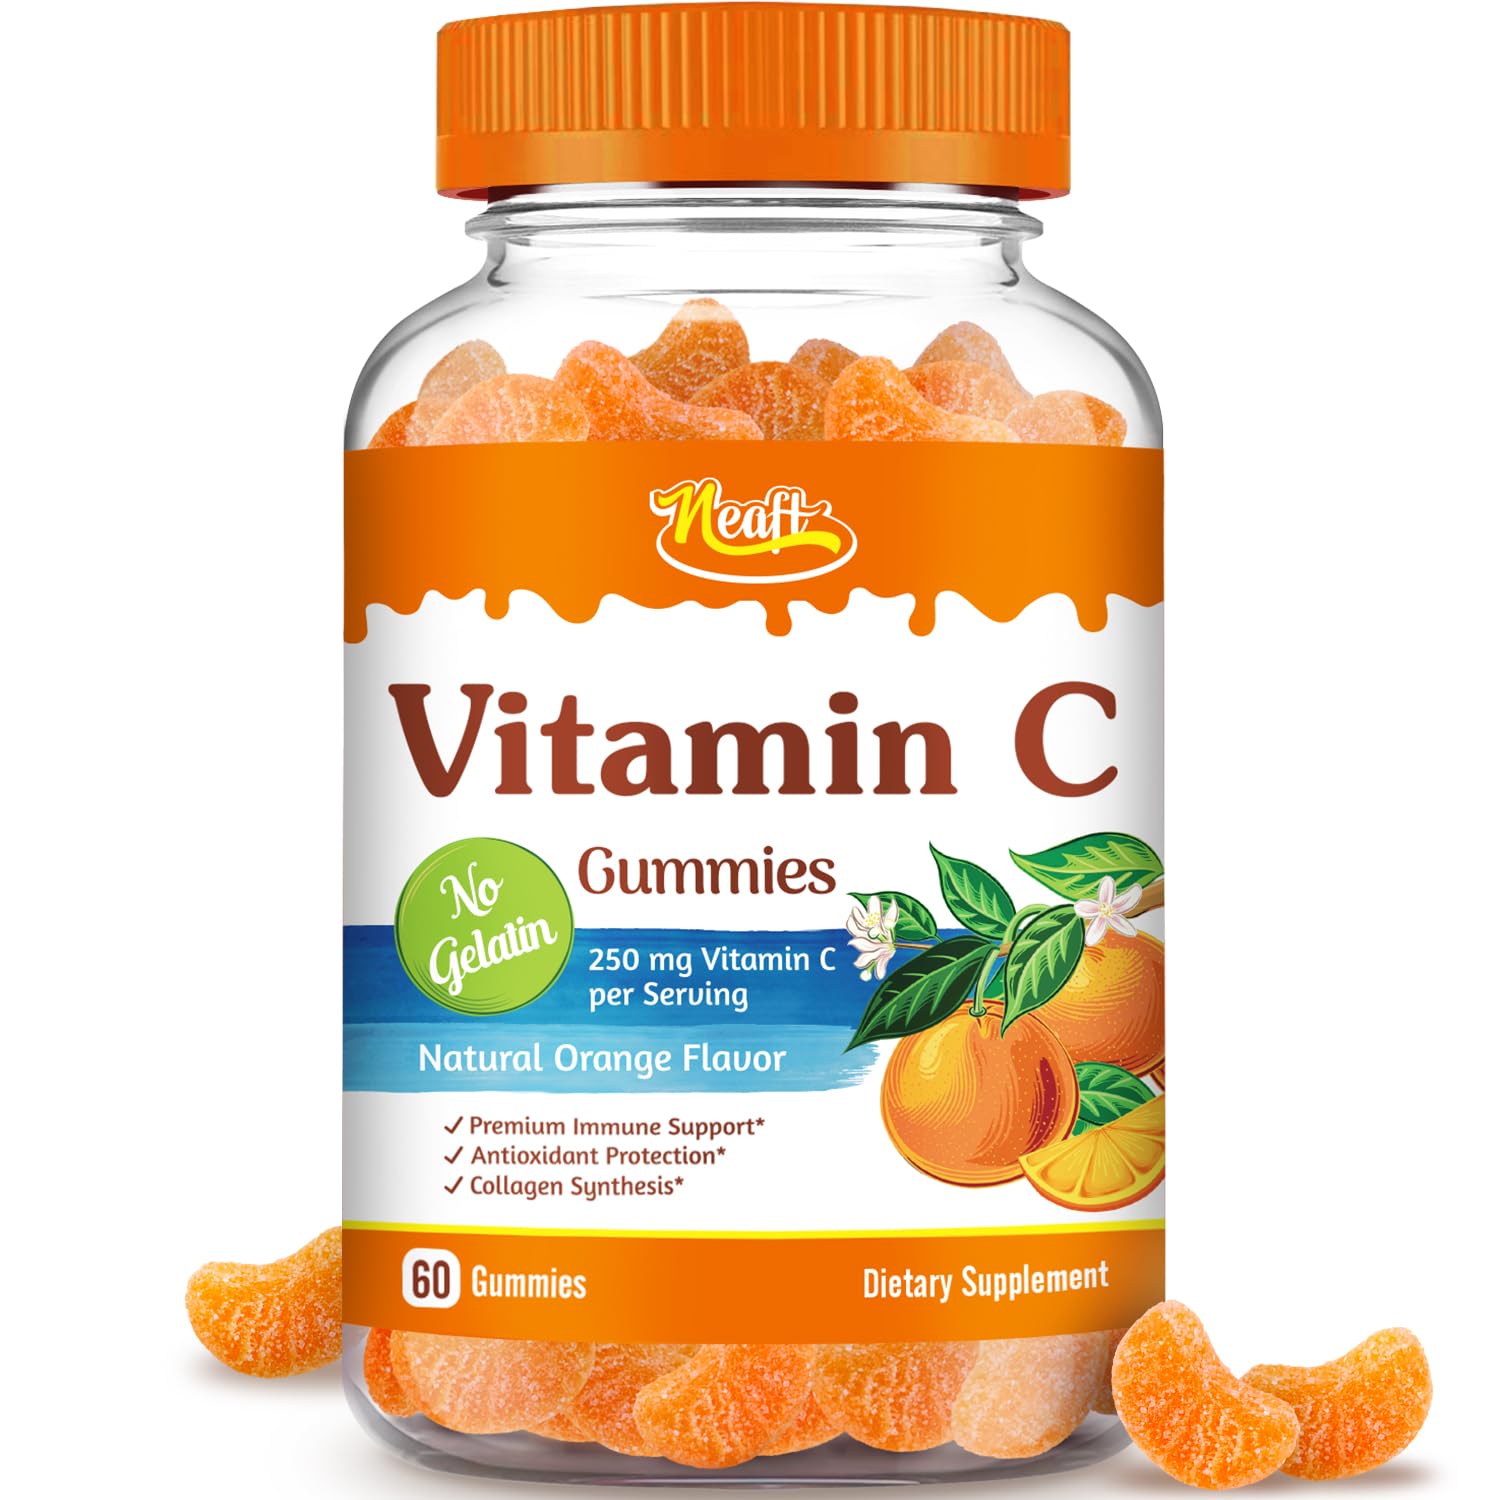 Neaft
Vitamin C
Gummies
No
Gelatin
250 mg Vitamin C
per Serving
Natural Orange Flavor
✓ Premium Immune Support*
✓ Antioxidant Protection*
✓ Collagen Synthesis*
60 Gummies
Dietary Supplement